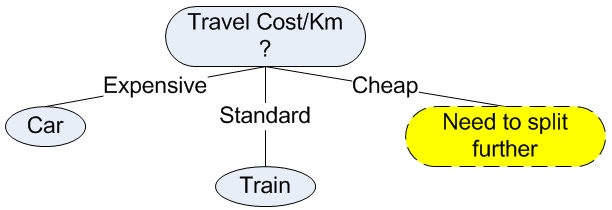 Travel Cost/Km
?
Expensive
Cheap
Standard
Car
Need to split
further
Train